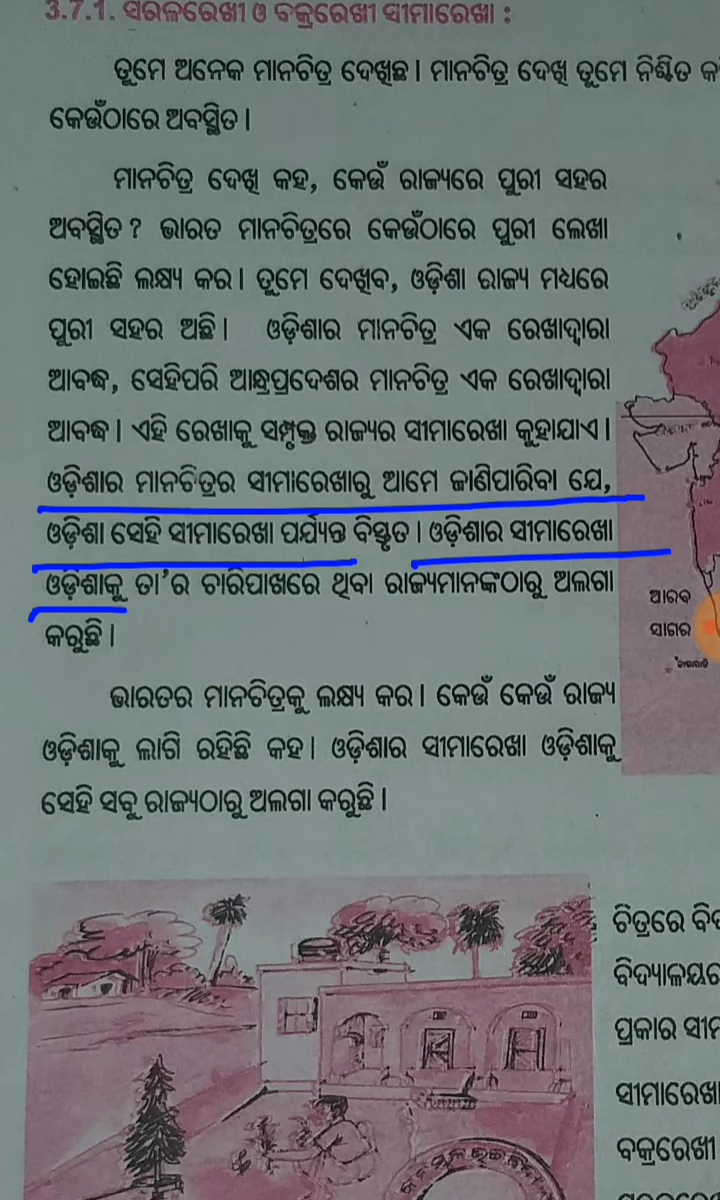 3.7.1. ସରଳରେଖୀ ଓ ବକ୍ରରେଖୀ ସୀମାରେଖା :
ତୁମେ ଅନେକ ମାନଚିତ୍ର ଦେଖିଛ। ମାନଚିତ୍ର ଦେଖି ତୁମେ ନିଶ୍ଚିତ
କେଉଁଠାରେ ଅବସ୍ଥିତ।
ମାନଚିତ୍ର ଦେଖି କହ, କେଉଁ ରାଜ୍ୟରେ ପୁରୀ ସହର
ଅବସ୍ଥିତ? ଭାରତ ମାନଚିତ୍ରରେ କେଉଁଠାରେ ପୁରୀ ଲେଖା
ହୋଇଛି ଲକ୍ଷ୍ୟ କର। ତୁମେ ଦେଖିବ, ଓଡ଼ିଶା ରାଜ୍ୟ ମଧ୍ୟରେ
ପୁରୀ ସହର ଅଛି। ଓଡ଼ିଶାର ମାନଚିତ୍ର ଏକ ରେଖାଦ୍ୱାରା
ଆବଦ୍ଧ, ସେହିପରି ଆନ୍ଧ୍ରପ୍ରଦେଶର ମାନଚିତ୍ର ଏକ ରେଖାଦ୍ୱାରା
ଆବଦ୍ଧ। ଏହି ରେଖାକୁ ସମ୍ପୃକ୍ତ ରାଜ୍ୟର ସୀମାରେଖା କୁହାଯାଏ।
ଓଡ଼ିଶାର ମାନଚିତ୍ରର ସୀମାରେଖାରୁ ଆମେ ଜାଣିପାରିବା ଯେ,
ଓଡ଼ିଶା ସେହି ସୀମାରେଖା ପର୍ଯ୍ୟନ୍ତ ବିସ୍ତୃତ। ଓଡ଼ିଶାର ସୀମାରେଖା
ଓଡ଼ିଶାକୁ ତା'ର ଚାରିପାଖରେ ଥିବା ରାଜ୍ୟମାନଙ୍କଠାରୁ ଅଲଗା
କରୁଛି।
ଆରବ
ସାଗର
ଭାରତର ମାନଚିତ୍ରକୁ ଲକ୍ଷ୍ୟ କର। କେଉଁ କେଉଁ ରାଜ୍ୟ
ଓଡ଼ିଶାକୁ ଲାଗି ରହିଛି କହ। ଓଡ଼ିଶାର ସୀମାରେଖା ଓଡ଼ିଶାକୁ
ସେହି ସବୁ ରାଜ୍ୟଠାରୁ ଅଲଗା କରୁଛି।
ଚିତ୍ରରେ
ପ୍ରକାର
ସୀମାରେଖା
ବକ୍ରରେଖୀ